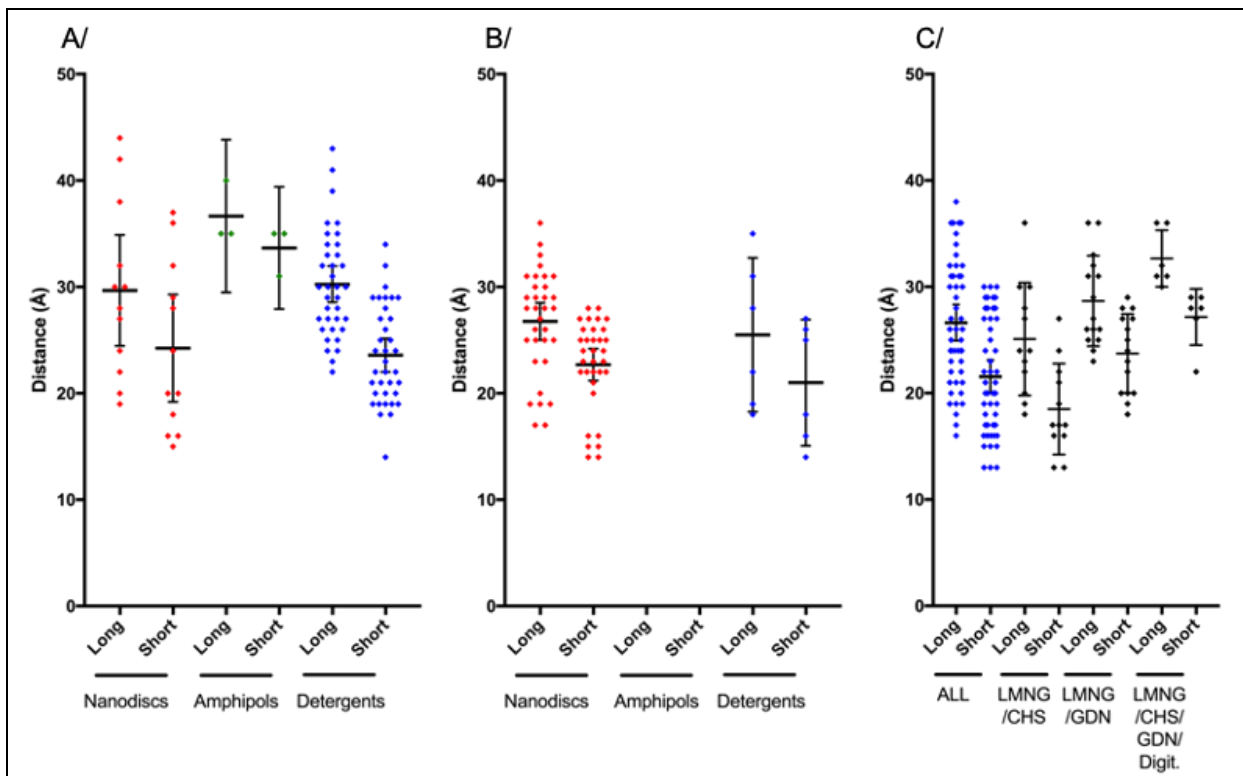 A/
B/
C/
50
40
30
20
10
0
Distance (Å)
Long
Short
Long
Short
Long
Short
Nanodiscs
Amphipols
Detergents
50
40
30
20
10
0
Distance (Å)
Long
Short
Long
Short
Long
Short
Nanodiscs
Amphipols
Detergents
50
40
30
20
10
0
Distance (Å)
Long
Short
Long
Short
Long
Short
Long
Short
ALL
LMNG
/CHS
LMNG
/GDN
LMNG
/CHS/
GDN/
Digit.